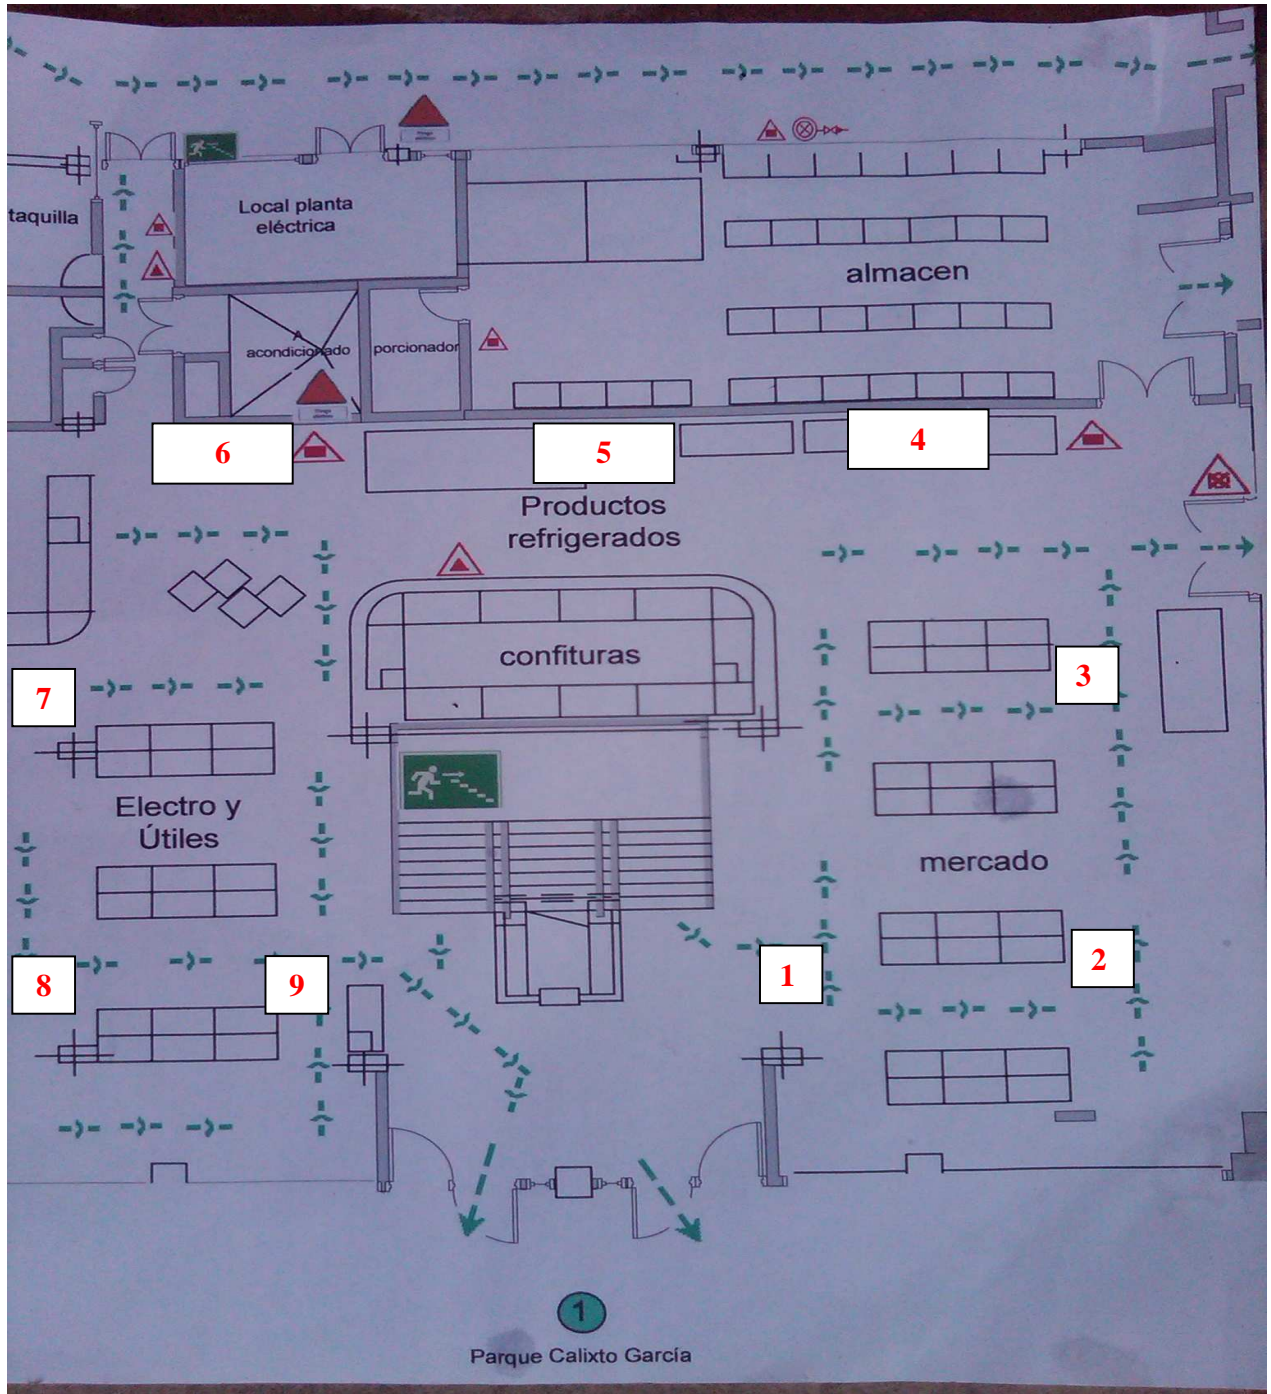 Local planta
eléctrica
taquilla
almacen
A
acondicionado
porcionador
6
5
4
Productos
refrigerados
confituras
3
7
Electro y
Útiles
mercado
2
8
9
1
1
Parque Calixto García